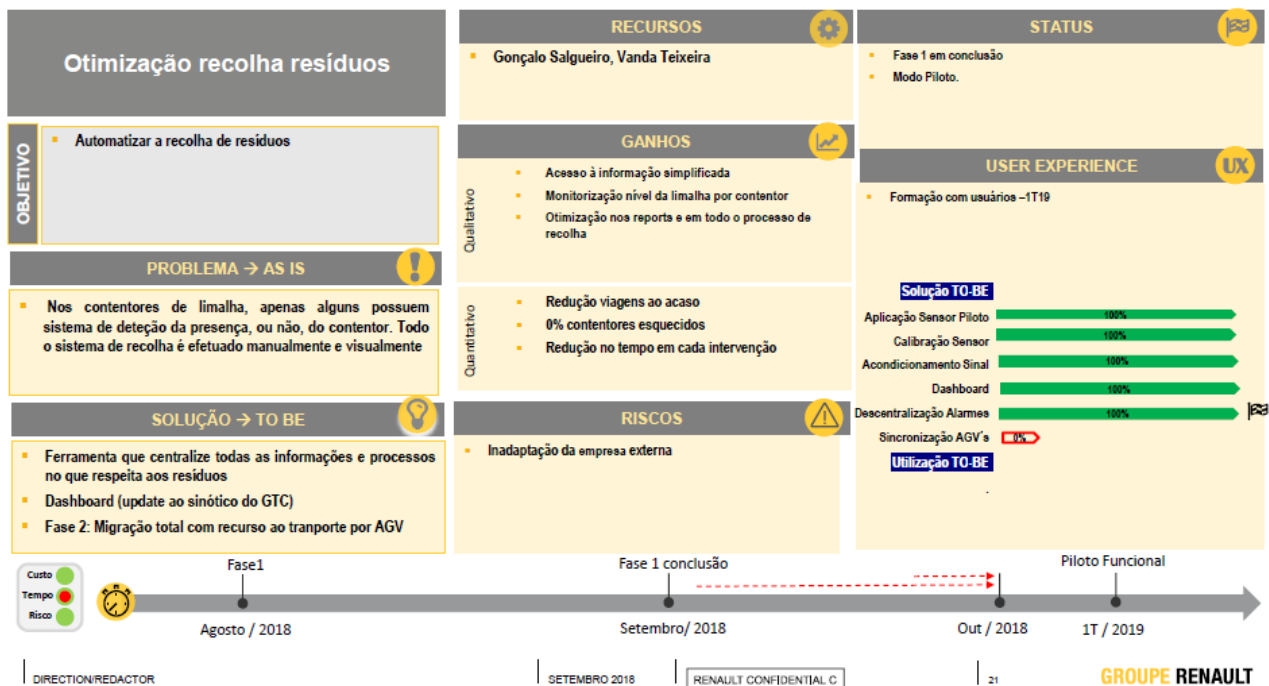 Otimização recolha resíduos
OBJETIVO
Automatizar a recolha de resíduos
PROBLEMA → AS IS
Nos contentores de limalha, apenas alguns possuem
sistema de deteção da presença, ou não, do contentor. Todo
o sistema de recolha é efetuado manualmente e visualmente
SOLUÇÃO → TO BE
Ferramenta que centralize todas as informações e processos
no que respeita aos resíduos
Dashboard (update ao sinótico do GTC)
Fase 2: Migração total com recurso ao tranporte por AGV
RECURSOS
Gonçalo Salgueiro, Vanda Teixeira
GANHOS
Qualitativo
Acesso à informação simplificada
Monitorização nível da limalha por contentor
Otimização nos reports e em todo o processo de
recolha
Quantitativo
Redução viagens ao acaso
0% contentores esquecidos
Redução no tempo em cada intervenção
RISCOS
Inadaptação da empresa externa
STATUS
Fase 1 em conclusão
Modo Piloto.
USER EXPERIENCE
UX
Formação com usuários –1T19
Solução TO-BE
Aplicação Sensor Piloto 100%
Calibração Sensor 100%
Acondicionamento Sinal 100%
Dashboard 100%
Descentralização Alarmes 100%
Sincronização AGV´s 0%
Utilização TO-BE
.
Custo
Tempo
Risco
Fase1
Fase 1 conclusão
Piloto Funcional
Agosto / 2018
Setembro/ 2018
Out / 2018
1T / 2019
DIRECTION/REDACTOR
SETEMBRO 2018
RENAULT CONFIDENTIAL C
21
GROUPE RENAULT